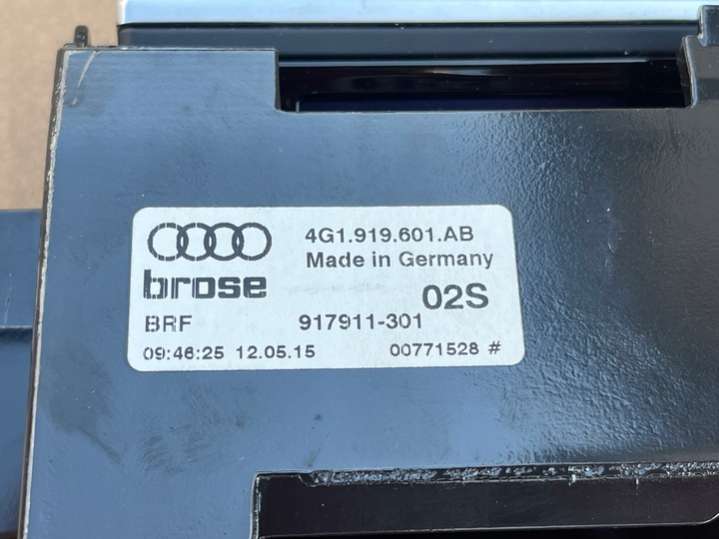 4G1.919.601.AB
Made in Germany
brose
02S
BRF 917911-301
09:46:25 12.05.15 00771528 #